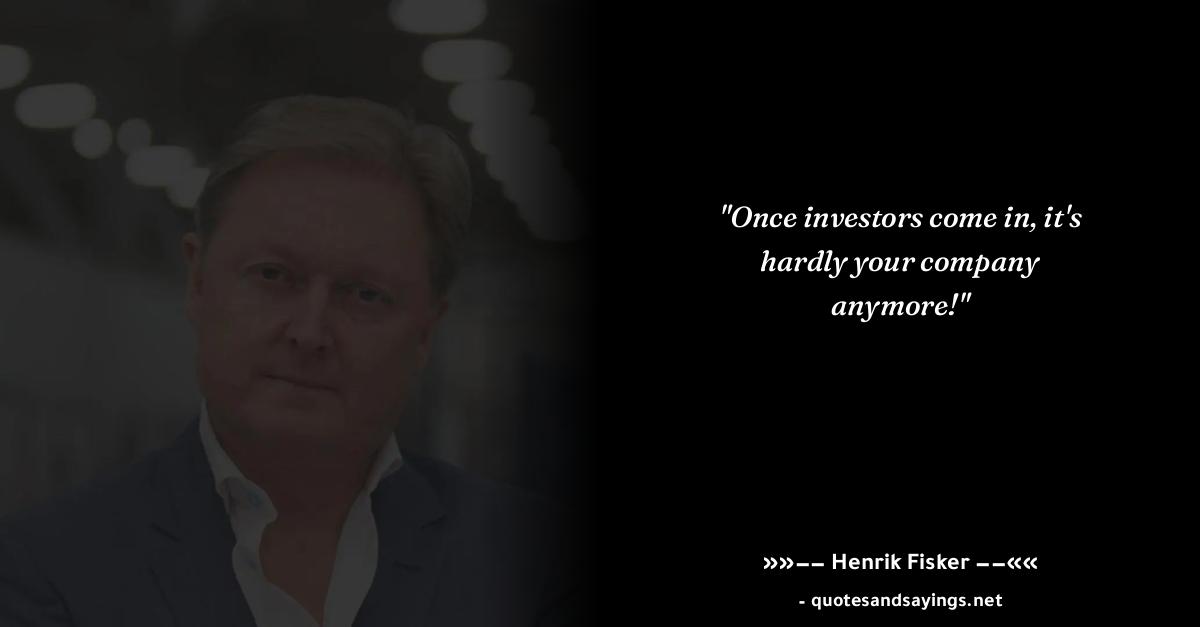 "Once investors come in, it's
hardly your company
anymore!"
»»−− Henrik Fisker −−««
- quotesandsayings.net